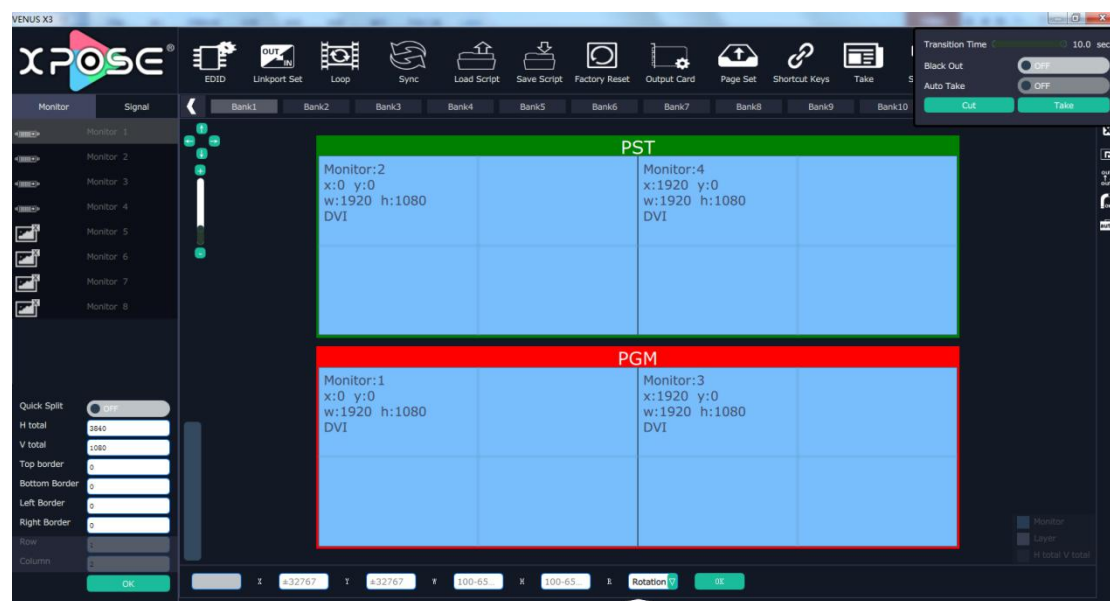 VENUS X3
XPOSE®
EDID
OUT
IN
Linkport Set
Loop
Sync
Load Script
Save Script
Factory Reset
Output Card
Page Set
Shortcut Keys
Take
S
Transition Time 10.0 sec
Black Out OFF
Auto Take OFF
Cut Take
Monitor Signal
Bank1 Bank2 Bank3 Bank4 Bank5 Bank6 Bank7 Bank8 Bank9 Bank10
Monitor 1
Monitor 2
Monitor 3
Monitor 4
Monitor 5
Monitor 6
Monitor 7
Monitor 8
PST
Monitor:2
x:0 y:0
w:1920 h:1080
DVI
Monitor:4
x:1920 y:0
w:1920 h:1080
DVI
PGM
Monitor:1
x:0 y:0
w:1920 h:1080
DVI
Monitor:3
x:1920 y:0
w:1920 h:1080
DVI
Quick Split OFF
H total 3840
V total 1080
Top border 0
Bottom Border 0
Left Border 0
Right Border 0
Row 1
Column 2
OK
Monitor
Layer
H total V total
X ±32767 Y ±32767 W 100-65... H 100-65... R Rotation OK